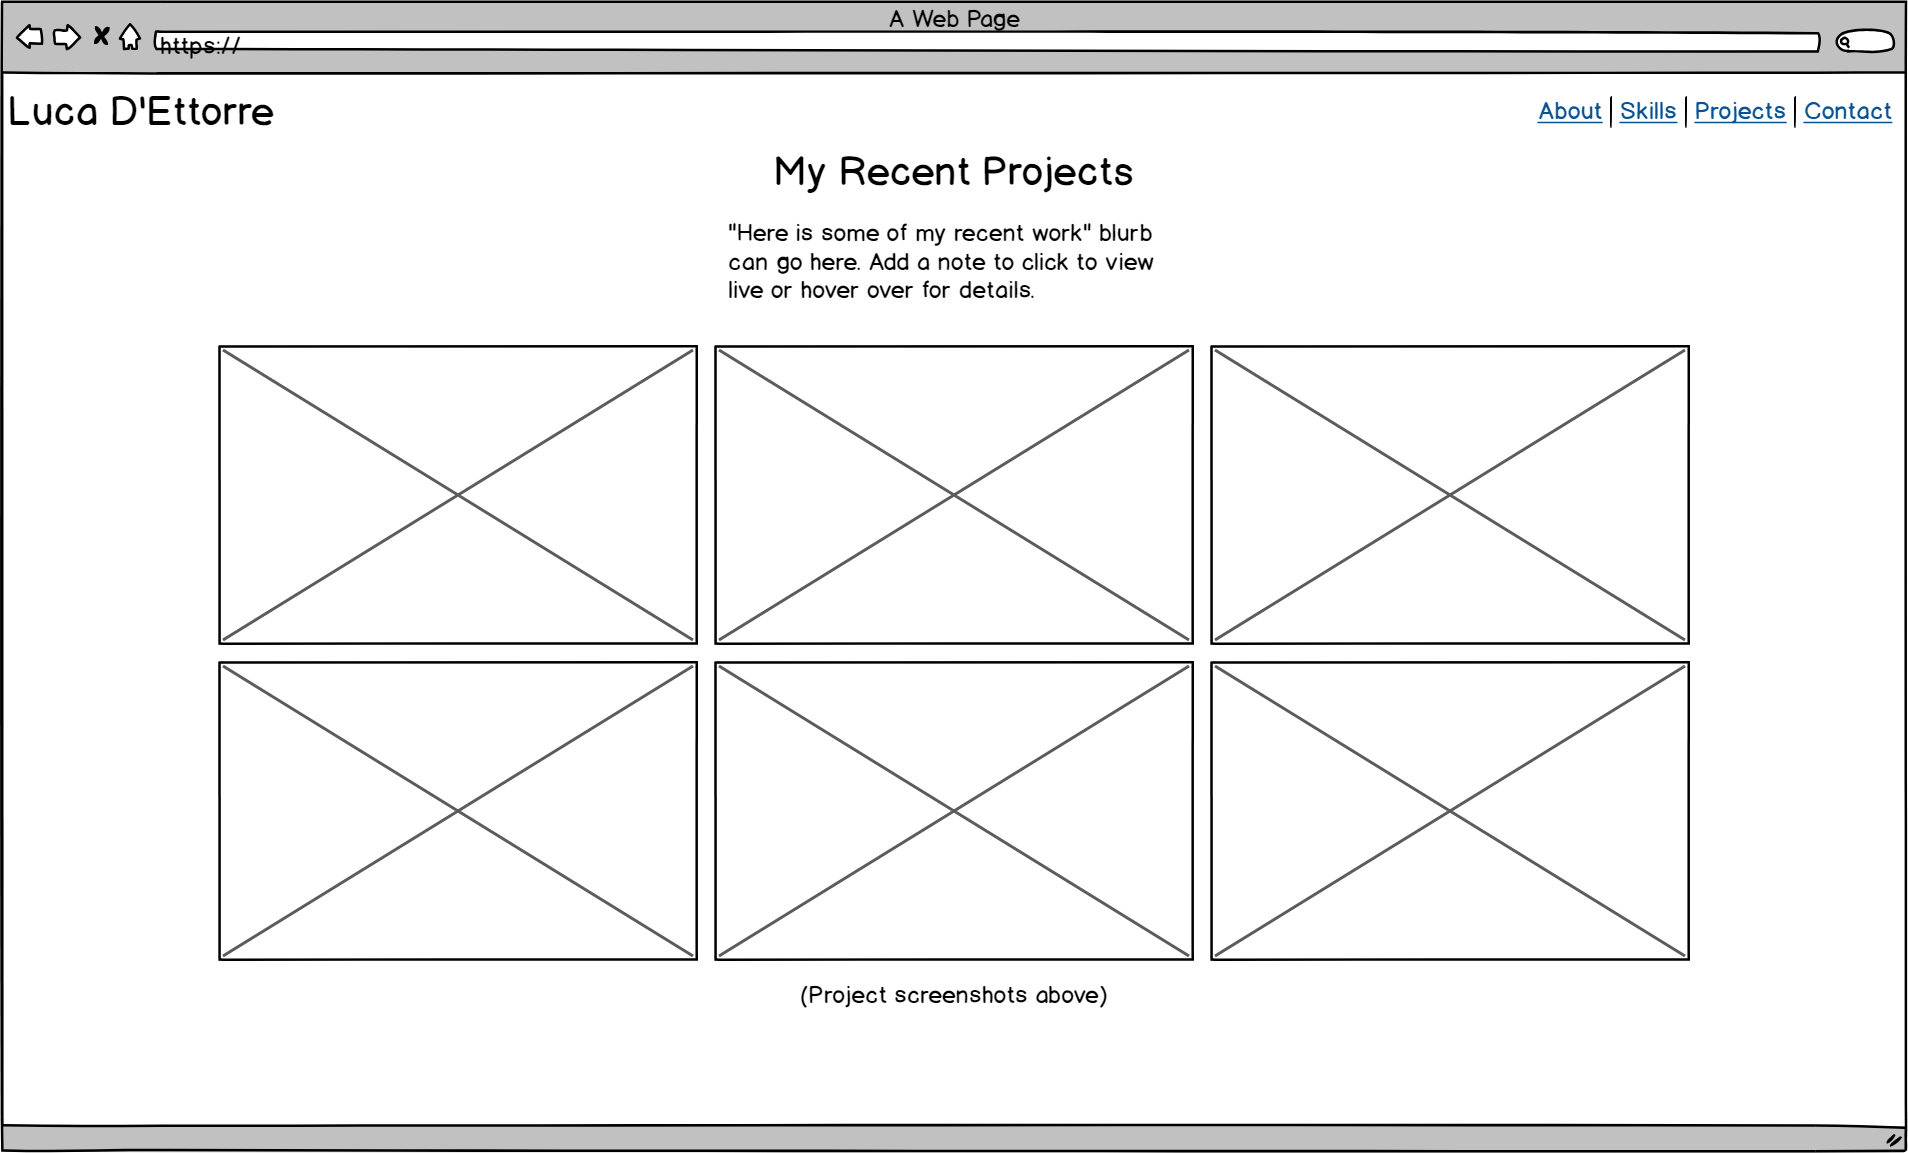 A Web Page
https://
Luca D'Ettorre
About | Skills | Projects | Contact
My Recent Projects
"Here is some of my recent work" blurb
can go here. Add a note to click to view
live or hover over for details.
(Project screenshots above)